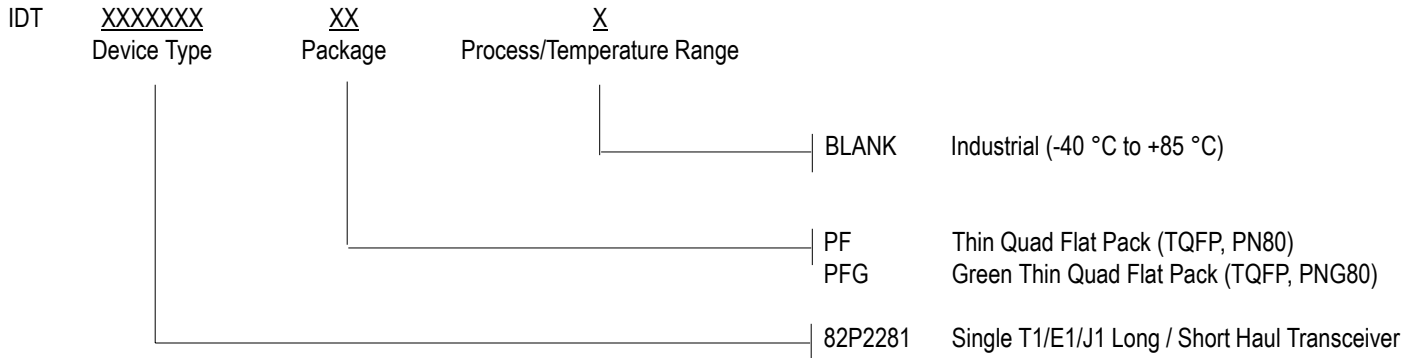 IDT XXXXXXX XX X
Device Type Package Process/Temperature Range
BLANK Industrial (-40 °C to +85 °C)
PF Thin Quad Flat Pack (TQFP, PN80)
PFG Green Thin Quad Flat Pack (TQFP, PNG80)
82P2281 Single T1/E1/J1 Long / Short Haul Transceiver